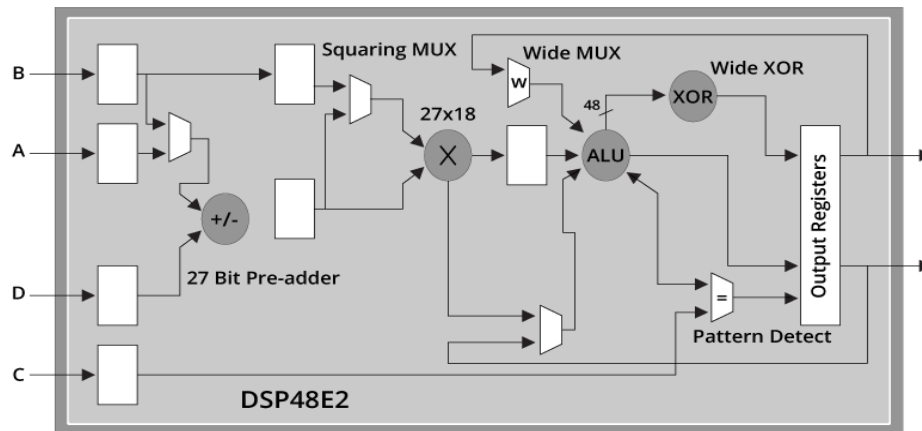 Squaring MUX
Wide MUX
Wide XOR
B
W
48
XOR
27x18
A
X
ALU
+/-
Output Registers
27 Bit Pre-adder
D
=
Pattern Detect
C
DSP48E2